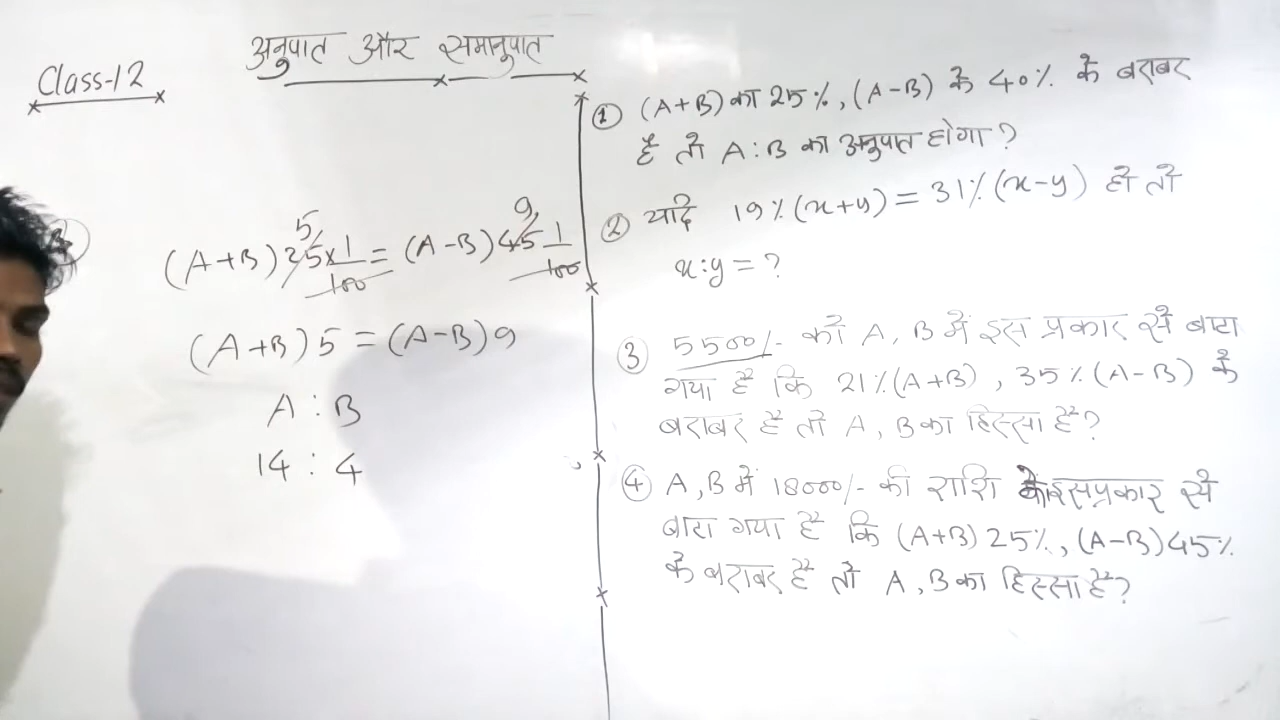 Class-12
अनुपात और समानुपात
(A+B) 25 × 1/100 = (A-B) 45 1/100
5 9
(A+B) 5 = (A-B) 9
A : B
14 : 4
① (A+B) का 25%, (A-B) के 40% के बराबर
है तो A:B का अनुपात होगा?
② यदि 19% (x+y) = 31% (x-y) हो तो
x:y = ?
③ 5500/- को A, B में इस प्रकार से बाटा
गया है कि 21% (A+B), 35% (A-B) के
बराबर है तो A, B का हिस्सा है?
④ A, B में 18000/- की राशि को इसप्रकार से
बाटा गया है कि (A+B) 25%, (A-B) 45%
के बराबर है तो A, B का हिस्सा है?